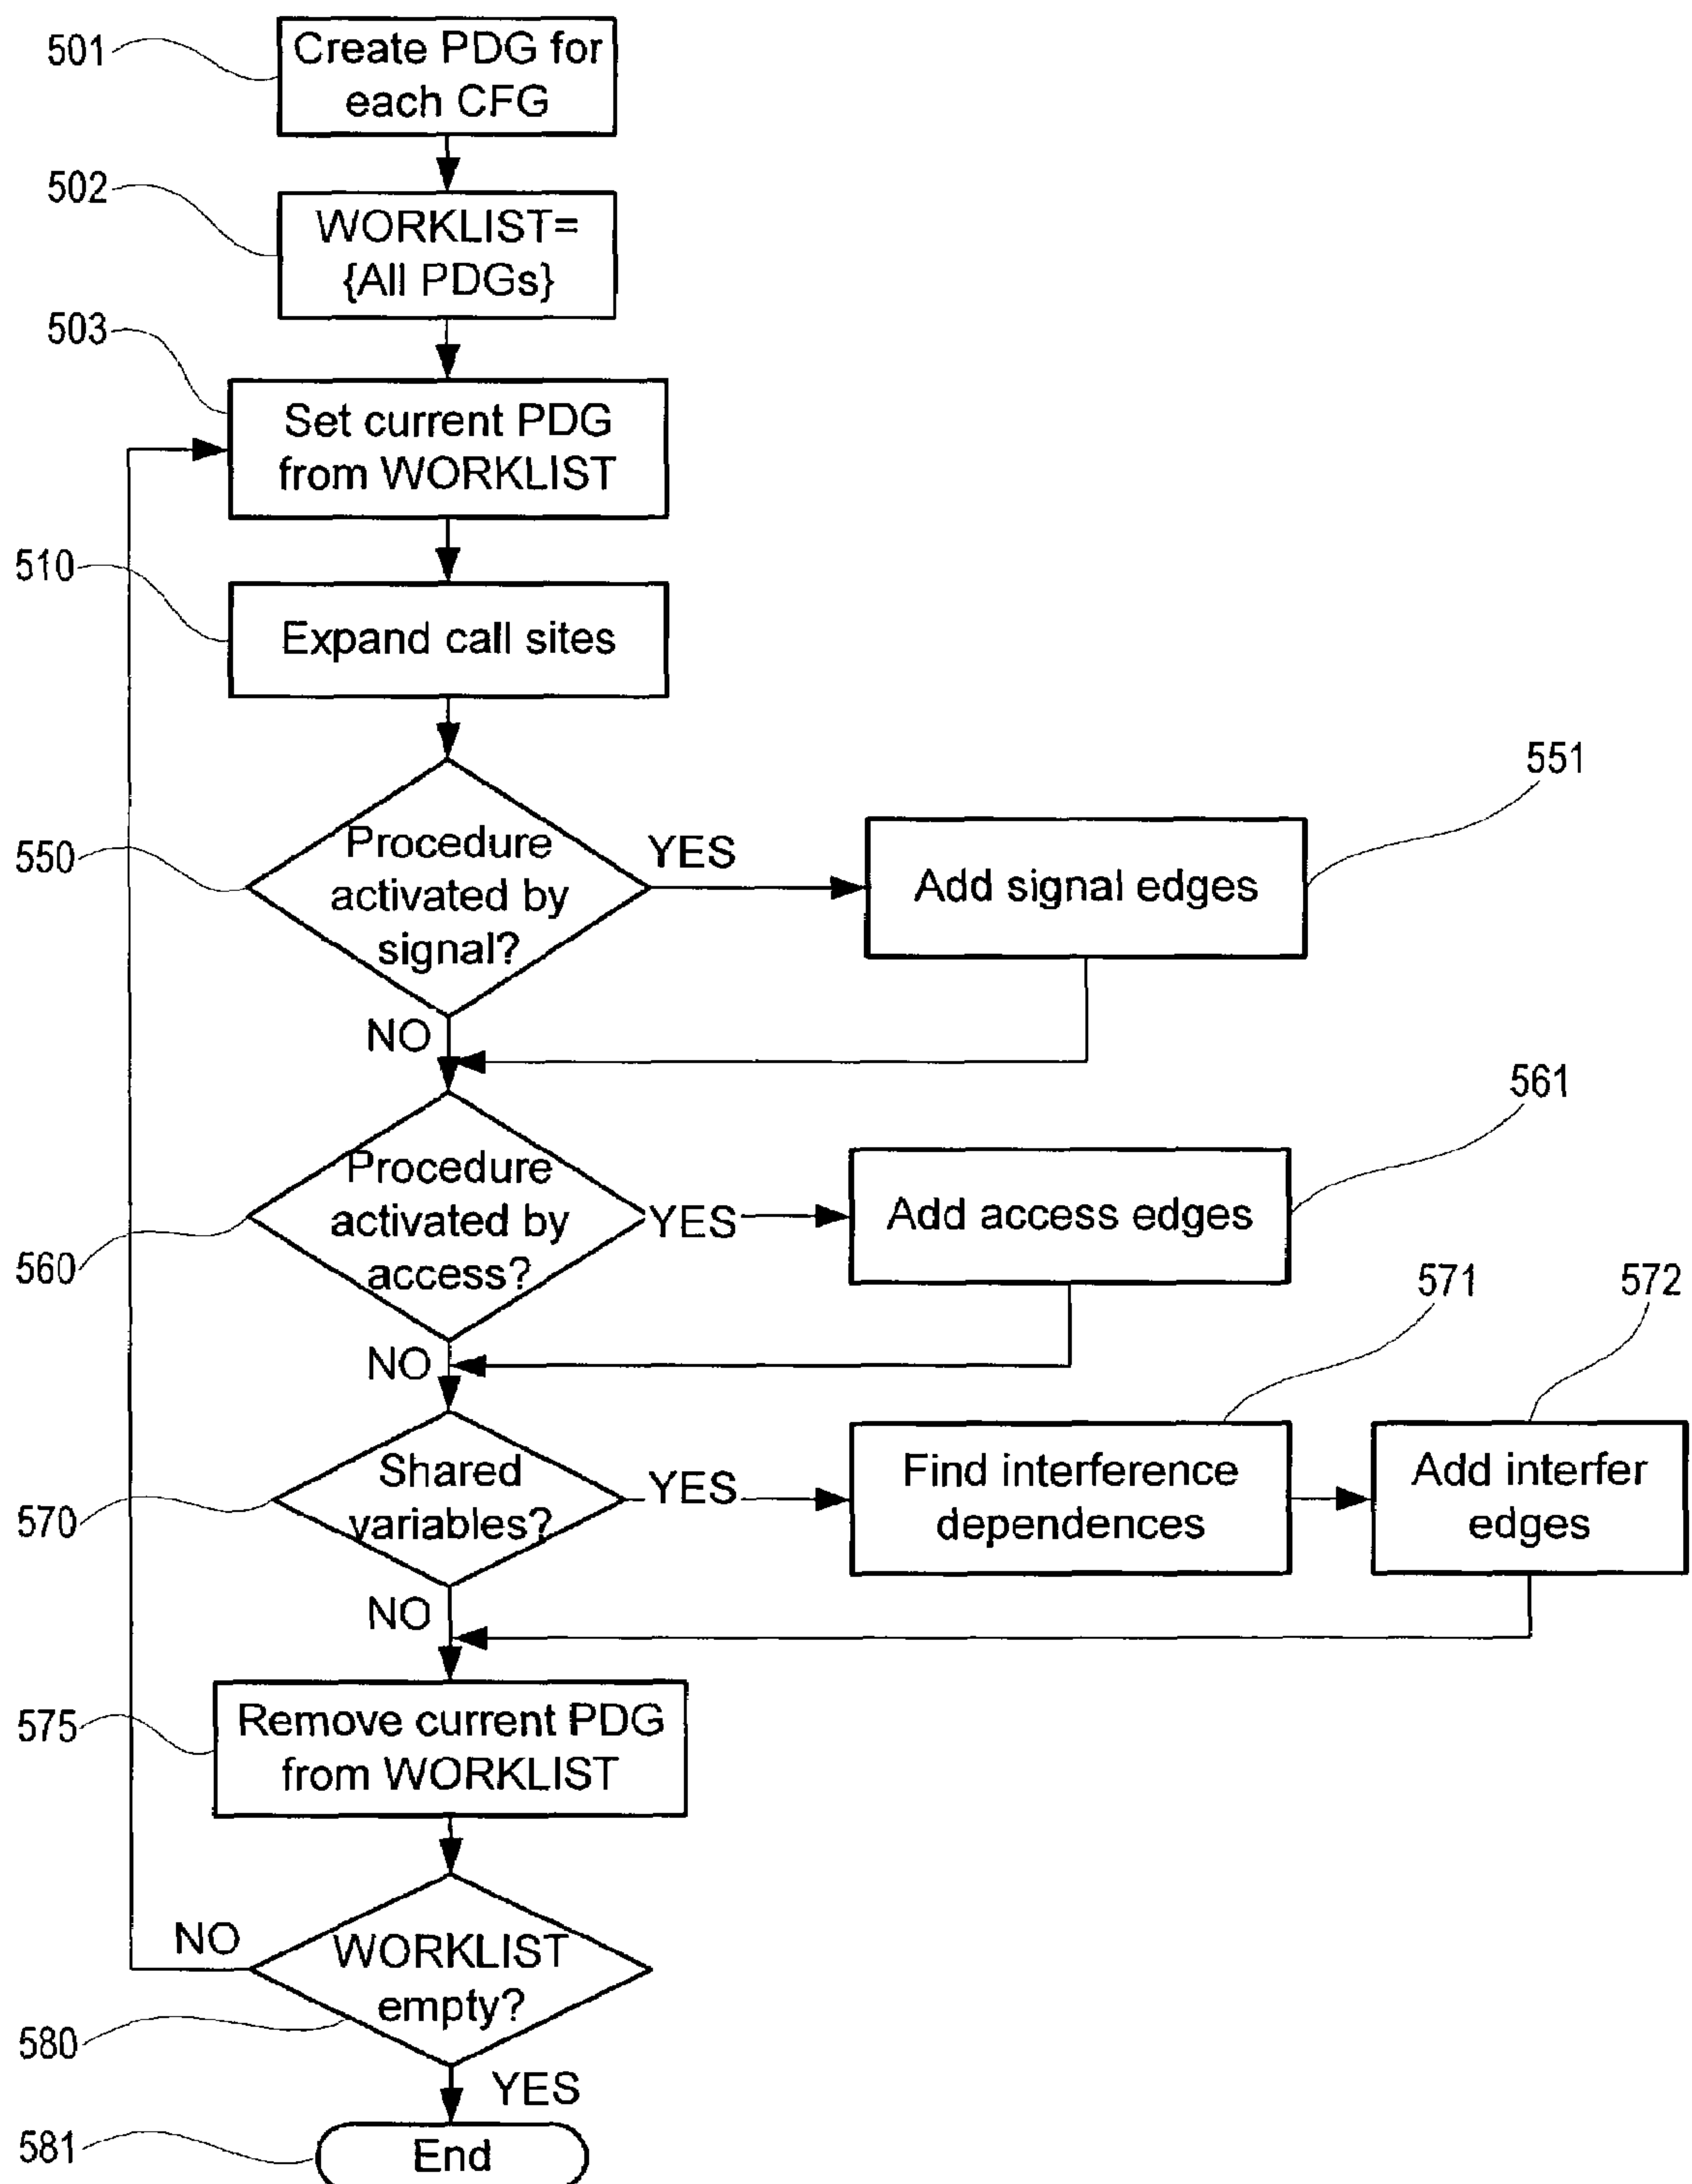 501
Create PDG for
each CFG
502
WORKLIST=
{All PDGs}
503
Set current PDG
from WORKLIST
510
Expand call sites
550
Procedure
activated by
signal?
YES
Add signal edges
551
NO
560
Procedure
activated by
access?
YES
Add access edges
561
NO
570
Shared
variables?
YES
Find interference
dependences
571
Add interfer
edges
572
NO
575
Remove current PDG
from WORKLIST
NO
WORKLIST
empty?
580
YES
581
End